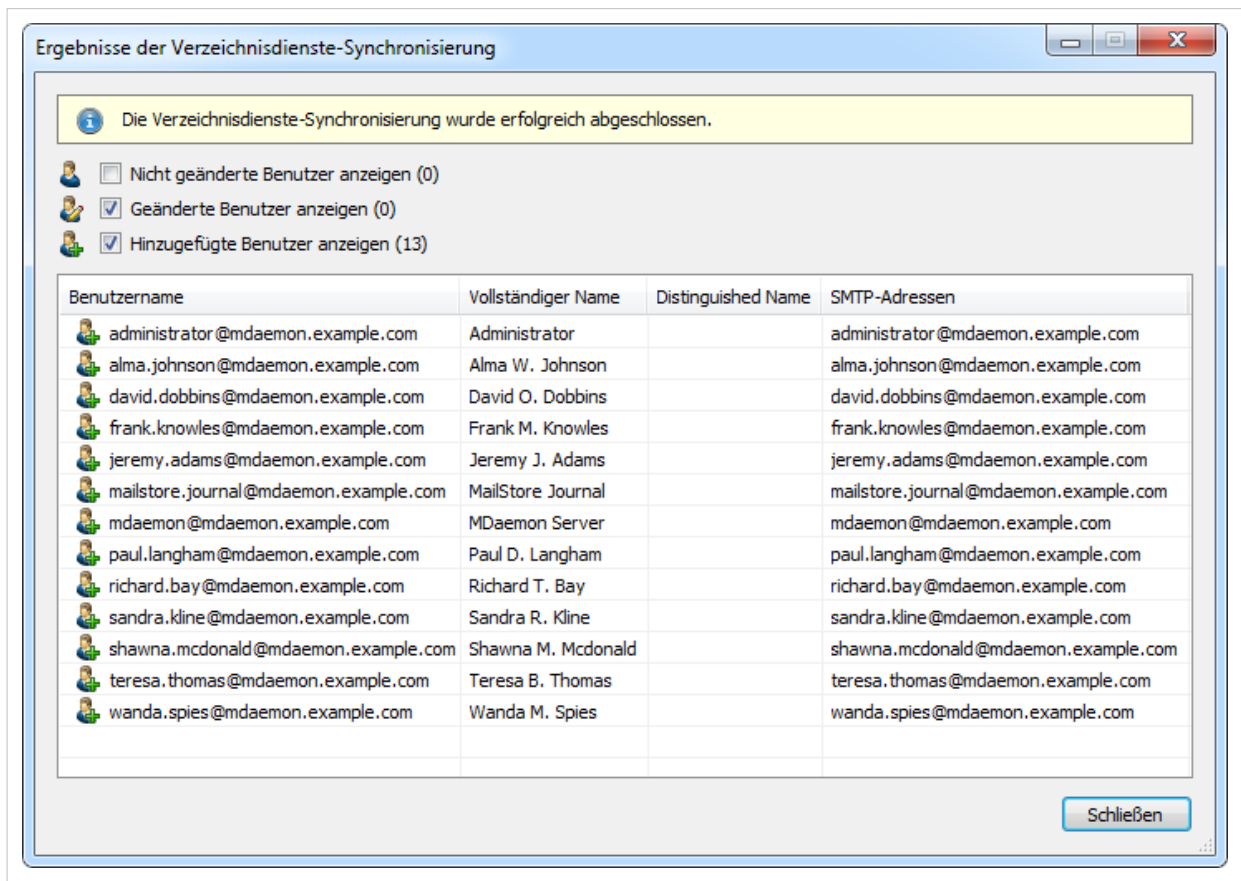 Ergebnisse der Verzeichnisdienste-Synchronisierung
Die Verzeichnisdienste-Synchronisierung wurde erfolgreich abgeschlossen.
Nicht geänderte Benutzer anzeigen (0)
Geänderte Benutzer anzeigen (0)
Hinzugefügte Benutzer anzeigen (13)
Benutzername Vollständiger Name Distinguished Name SMTP-Adressen
administrator@mdaemon.example.com Administrator administrator@mdaemon.example.com
alma.johnson@mdaemon.example.com Alma W. Johnson alma.johnson@mdaemon.example.com
david.dobbins@mdaemon.example.com David O. Dobbins david.dobbins@mdaemon.example.com
frank.knowles@mdaemon.example.com Frank M. Knowles frank.knowles@mdaemon.example.com
jeremy.adams@mdaemon.example.com Jeremy J. Adams jeremy.adams@mdaemon.example.com
mailstore.journal@mdaemon.example.com MailStore Journal mailstore.journal@mdaemon.example.com
mdaemon@mdaemon.example.com MDaemon Server mdaemon@mdaemon.example.com
paul.langham@mdaemon.example.com Paul D. Langham paul.langham@mdaemon.example.com
richard.bay@mdaemon.example.com Richard T. Bay richard.bay@mdaemon.example.com
sandra.kline@mdaemon.example.com Sandra R. Kline sandra.kline@mdaemon.example.com
shawna.mcdonald@mdaemon.example.com Shawna M. Mcdonald shawna.mcdonald@mdaemon.example.com
teresa.thomas@mdaemon.example.com Teresa B. Thomas teresa.thomas@mdaemon.example.com
wanda.spies@mdaemon.example.com Wanda M. Spies wanda.spies@mdaemon.example.com
Schließen